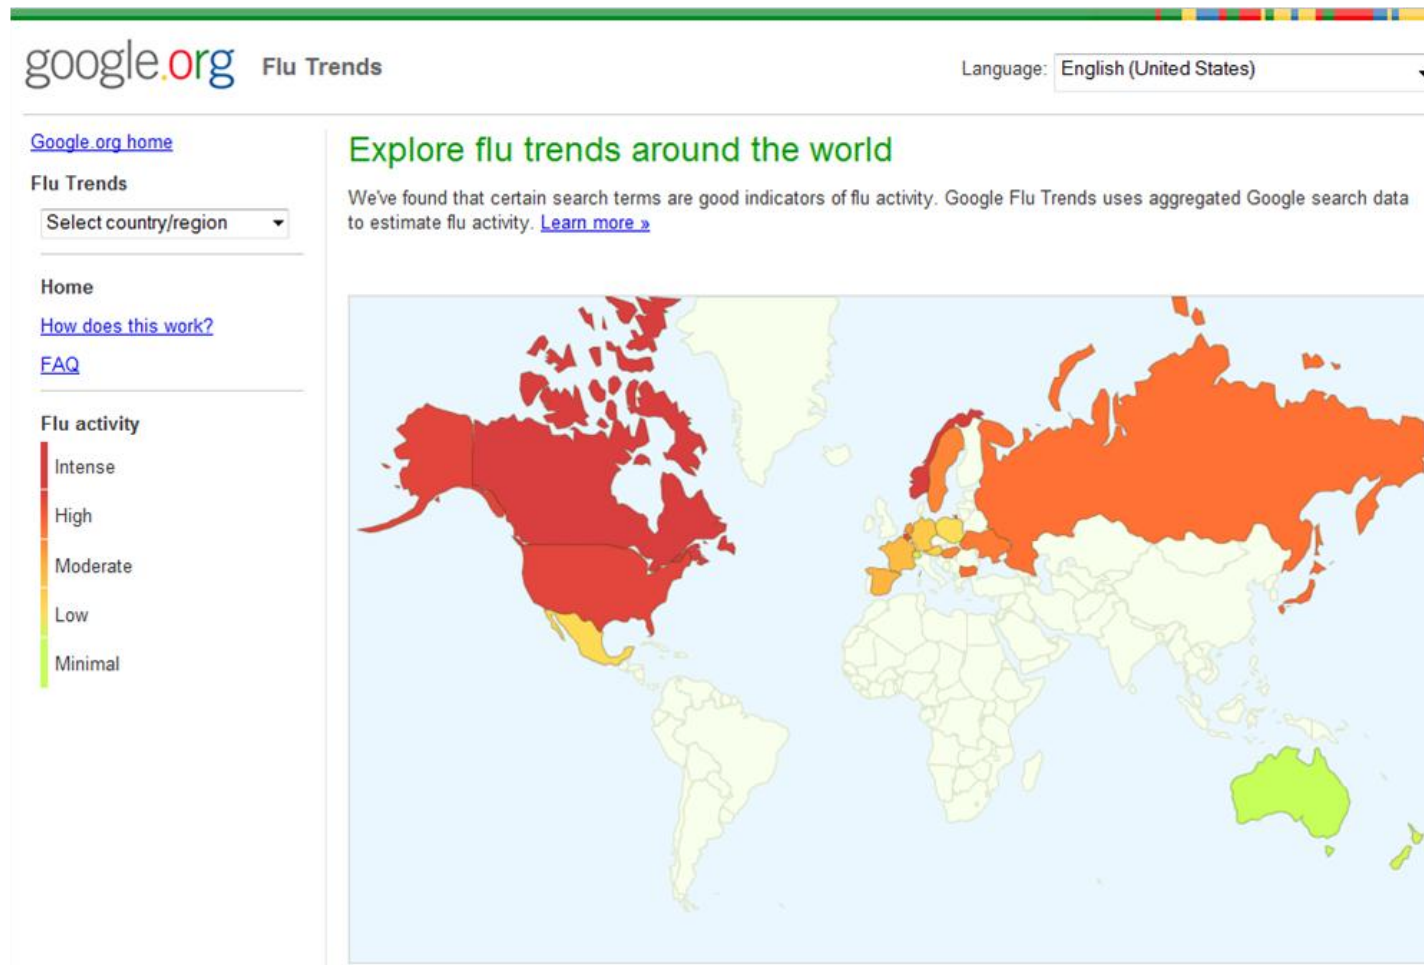 google.org Flu Trends
Language: English (United States)
Google.org home
Flu Trends
Select country/region
Home
How does this work?
FAQ
Flu activity
Intense
High
Moderate
Low
Minimal
Explore flu trends around the world
We've found that certain search terms are good indicators of flu activity. Google Flu Trends uses aggregated Google search data
to estimate flu activity. Learn more »